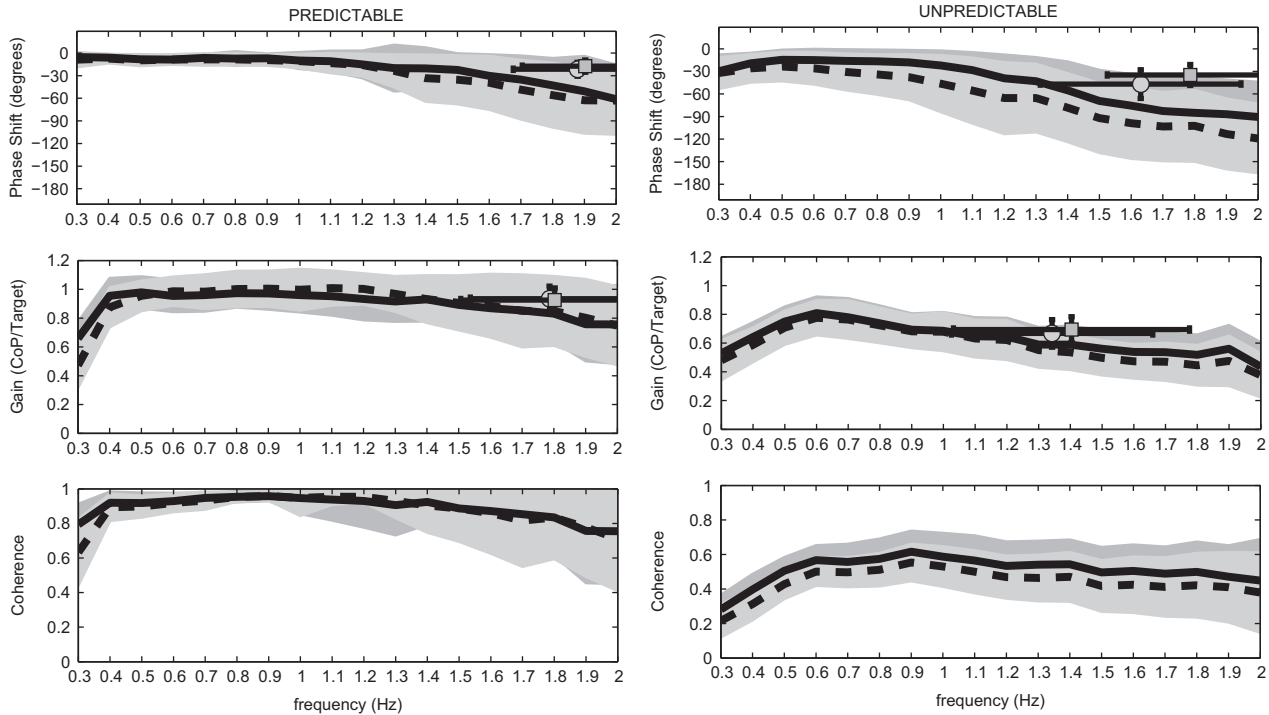 PREDICTABLE
Phase Shift (degrees)
0
−30
−60
−90
−120
−150
−180
0.3 0.4 0.5 0.6 0.7 0.8 0.9 1 1.1 1.2 1.3 1.4 1.5 1.6 1.7 1.8 1.9 2
Gain (CoP/Target)
1.2
1
0.8
0.6
0.4
0.2
0
0.3 0.4 0.5 0.6 0.7 0.8 0.9 1 1.1 1.2 1.3 1.4 1.5 1.6 1.7 1.8 1.9 2
Coherence
1
0.8
0.6
0.4
0.2
0
0.3 0.4 0.5 0.6 0.7 0.8 0.9 1 1.1 1.2 1.3 1.4 1.5 1.6 1.7 1.8 1.9 2
frequency (Hz)
UNPREDICTABLE
Phase Shift (degrees)
0
−30
−60
−90
−120
−150
−180
0.3 0.4 0.5 0.6 0.7 0.8 0.9 1 1.1 1.2 1.3 1.4 1.5 1.6 1.7 1.8 1.9 2
Gain (CoP/Target)
1.2
1
0.8
0.6
0.4
0.2
0
0.3 0.4 0.5 0.6 0.7 0.8 0.9 1 1.1 1.2 1.3 1.4 1.5 1.6 1.7 1.8 1.9 2
Coherence
1
0.8
0.6
0.4
0.2
0
0.3 0.4 0.5 0.6 0.7 0.8 0.9 1 1.1 1.2 1.3 1.4 1.5 1.6 1.7 1.8 1.9 2
frequency (Hz)